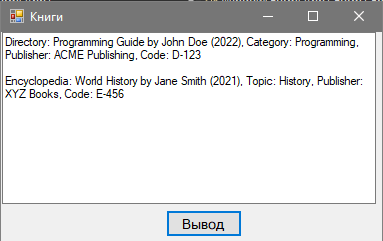 Книги
Directory: Programming Guide by John Doe (2022), Category: Programming,
Publisher: ACME Publishing, Code: D-123
Encyclopedia: World History by Jane Smith (2021), Topic: History, Publisher:
XYZ Books, Code: E-456
Вывод